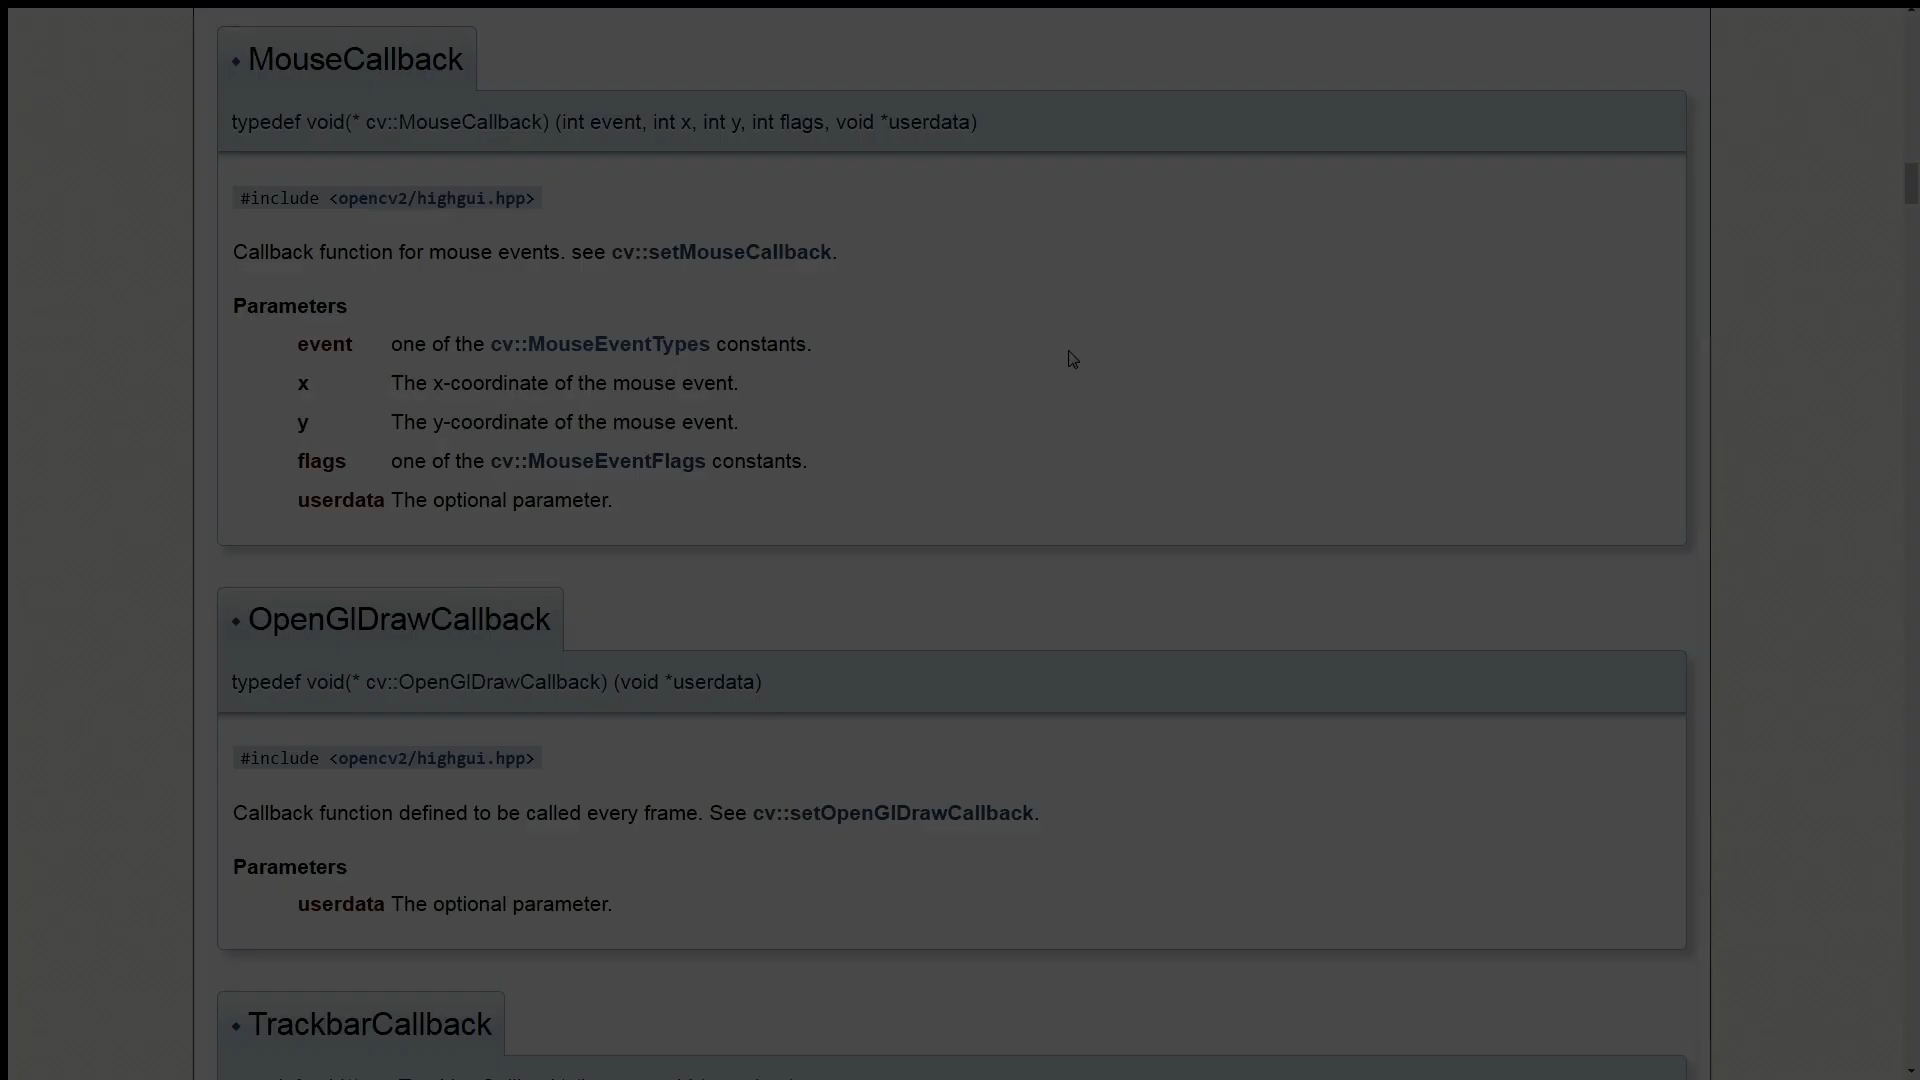 MouseCallback
typedef void(* cv::MouseCallback) (int event, int x, int y, int flags, void *userdata)
#include <opencv2/highgui.hpp>
Callback function for mouse events. see cv::setMouseCallback.
Parameters
event one of the cv::MouseEventTypes constants.
x The x-coordinate of the mouse event.
y The y-coordinate of the mouse event.
flags one of the cv::MouseEventFlags constants.
userdata The optional parameter.
OpenGlDrawCallback
typedef void(* cv::OpenGlDrawCallback) (void *userdata)
#include <opencv2/highgui.hpp>
Callback function defined to be called every frame. See cv::setOpenGlDrawCallback.
Parameters
userdata The optional parameter.
TrackbarCallback